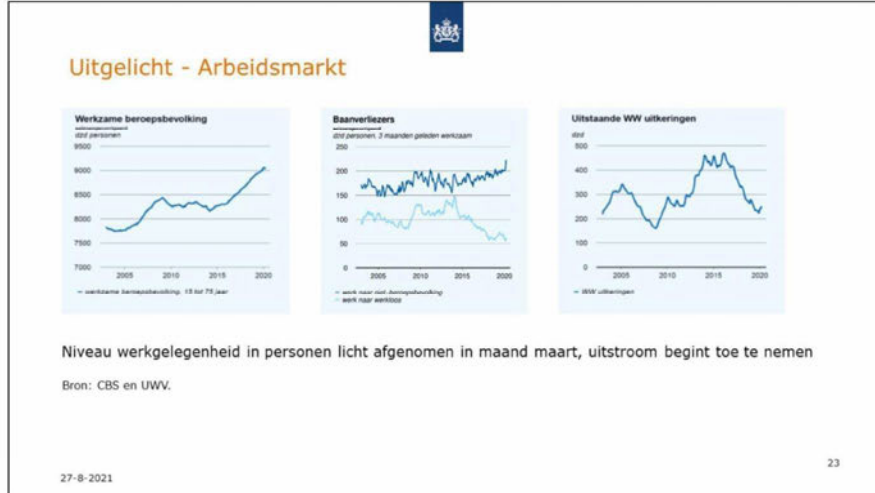 Uitgelicht - Arbeidsmarkt
Werkzame beroepsbevolking
dzd personen
9500
9000
8500
8000
7500
7000
2005
2010
2015
2020
werkzame beroepsbevolking, 15 tot 75 jaar
Baanverliezers
dzd personen, 3 maanden geleden werkzaam
250
200
150
100
50
0
2005
2010
2015
2020
werk naar niet-beroepsbevolking
werk naar werkloos
Uitstaande WW uitkeringen
dzd
500
400
300
200
100
0
2005
2010
2015
2020
WW uitkeringen
Niveau werkgelegenheid in personen licht afgenomen in maand maart, uitstroom begint toe te nemen
Bron: CBS en UWV.
23
27-8-2021